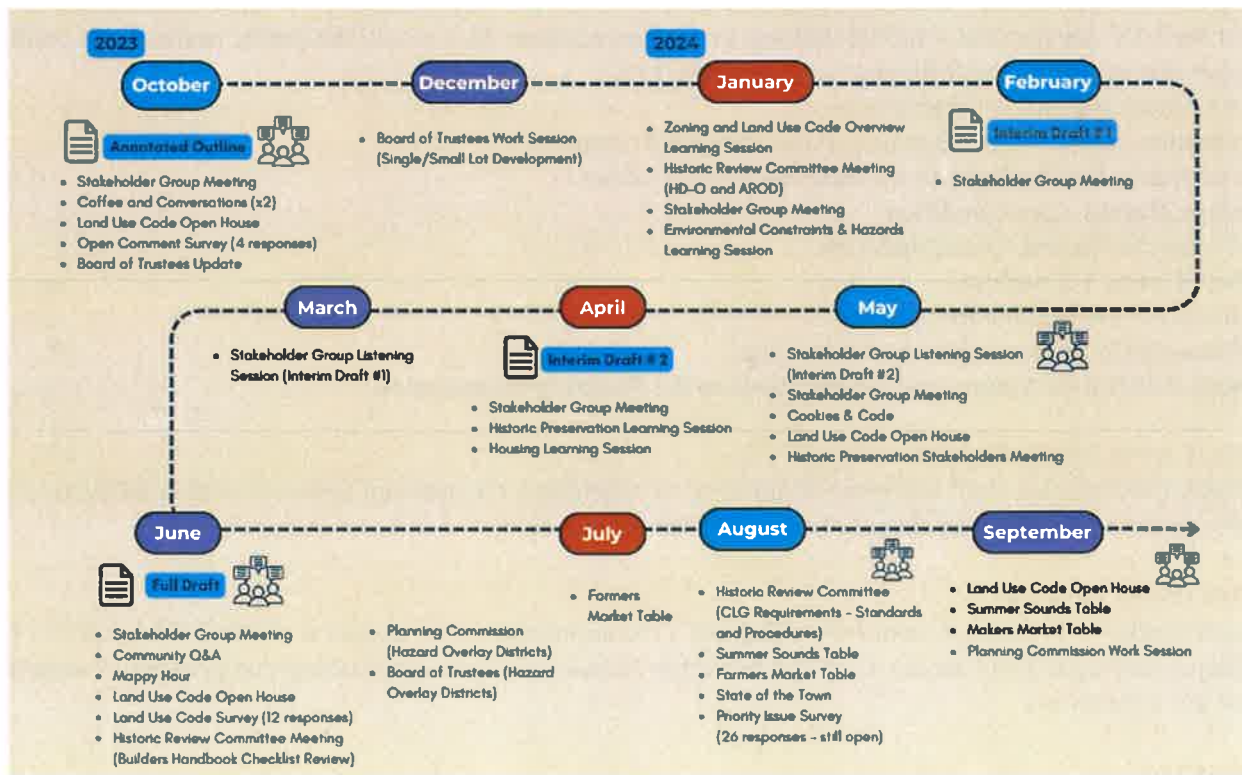 2023
October
Annotated Outline
• Stakeholder Group Meeting
• Coffee and Conversations (x2)
• Land Use Code Open House
• Open Comment Survey (4 responses)
• Board of Trustees Update
December
• Board of Trustees Work Session
(Single/Small Lot Development)
2024
January
• Zoning and Land Use Code Overview
Learning Session
• Historic Review Committee Meeting
(HD-O and AROD)
• Stakeholder Group Meeting
• Environmental Constraints & Hazards
Learning Session
February
Interim Draft #1
• Stakeholder Group Meeting
March
• Stakeholder Group Listening
Session (Interim Draft #1)
April
Interim Draft # 2
• Stakeholder Group Meeting
• Historic Preservation Learning Session
• Housing Learning Session
May
• Stakeholder Group Listening Session
(Interim Draft #2)
• Stakeholder Group Meeting
• Cookies & Code
• Land Use Code Open House
• Historic Preservation Stakeholders Meeting
June
Full Draft
• Stakeholder Group Meeting
• Community Q&A
• Mappy Hour
• Land Use Code Open House
• Land Use Code Survey (12 responses)
• Historic Review Committee Meeting
(Builders Handbook Checklist Review)
• Planning Commission
(Hazard Overlay Districts)
• Board of Trustees (Hazard
Overlay Districts)
July
• Farmers
Market Table
August
• Historic Review Committee
(CLG Requirements - Standards
and Procedures)
• Summer Sounds Table
• Farmers Market Table
• State of the Town
• Priority Issue Survey
(26 responses - still open)
September
• Land Use Code Open House
• Summer Sounds Table
• Makers Market Table
• Planning Commission Work Session